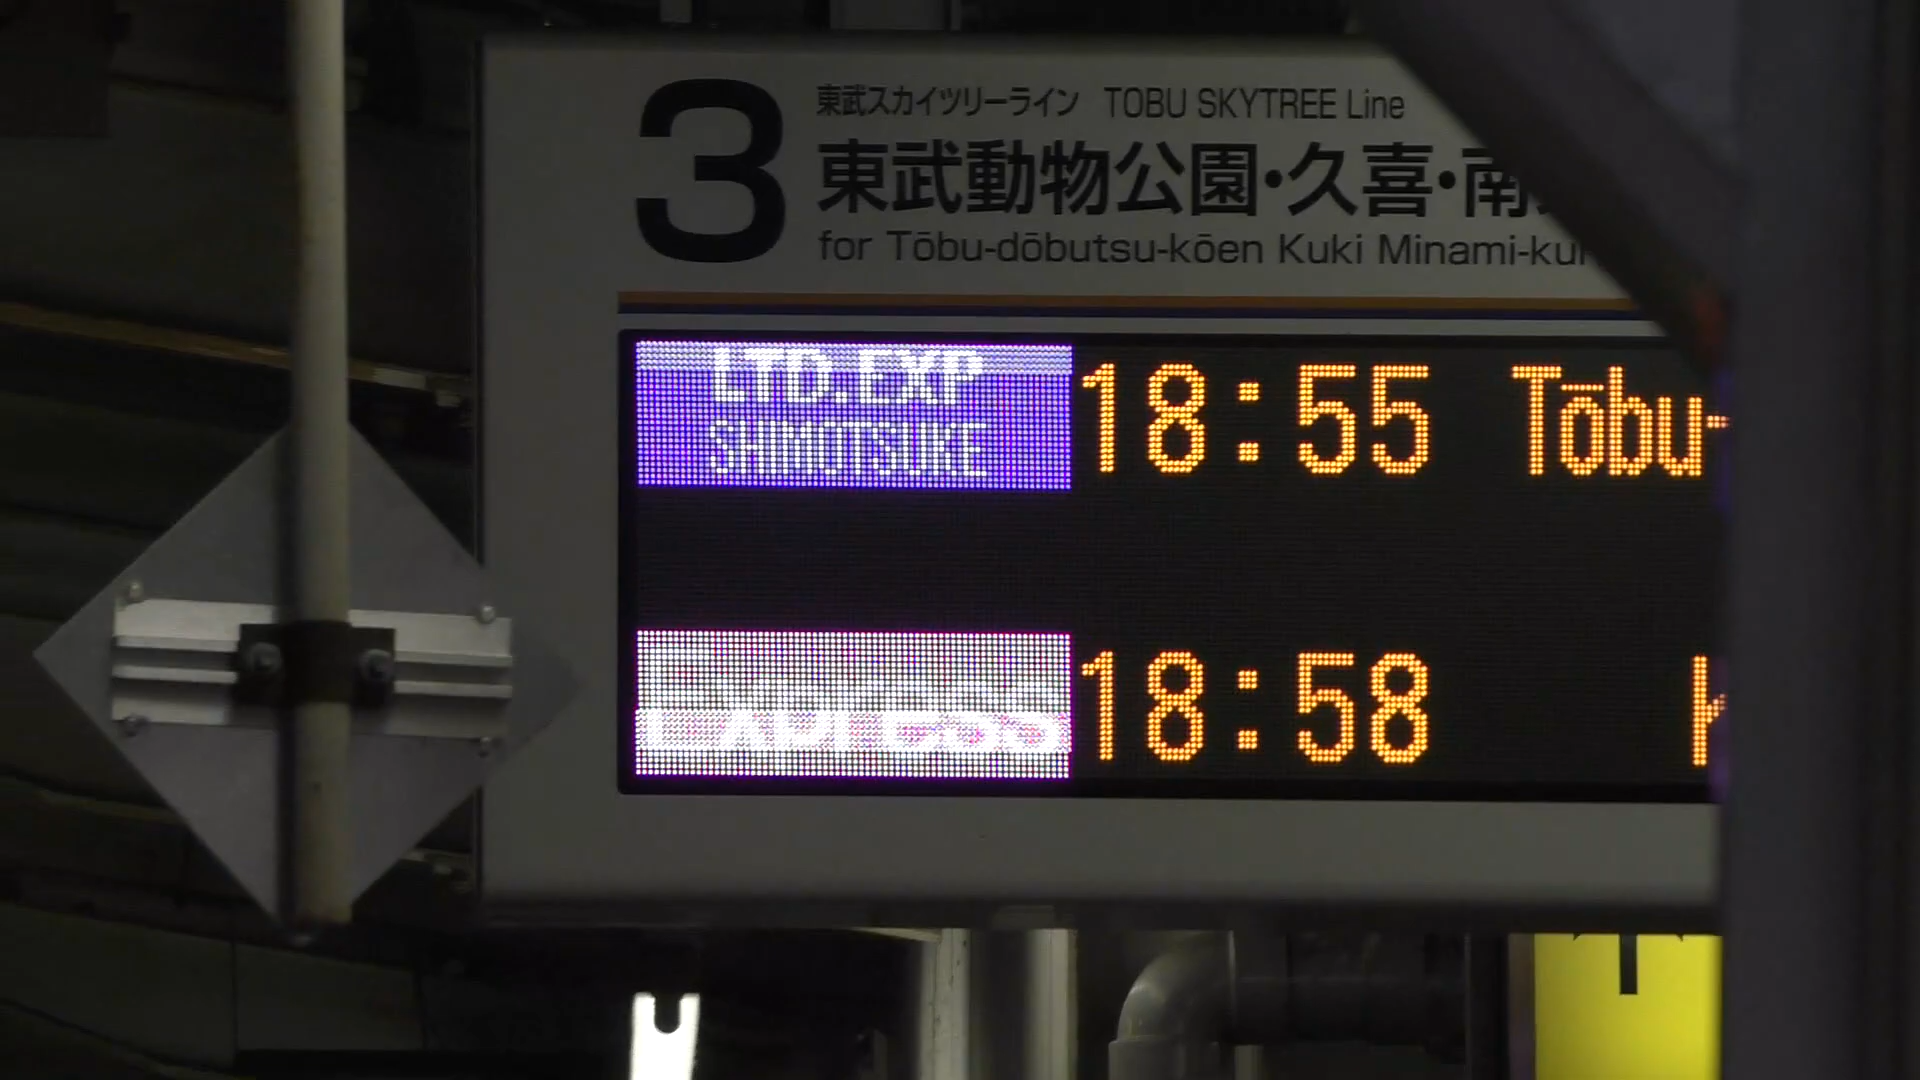 3
東武スカイツリーライン TOBU SKYTREE Line
東武動物公園・久喜・南
for Tōbu-dōbutsu-kōen Kuki Minami-kur
LTD.EXP 18:55 Tōbu-
SHIMOTSUKE
Express 18:58 K